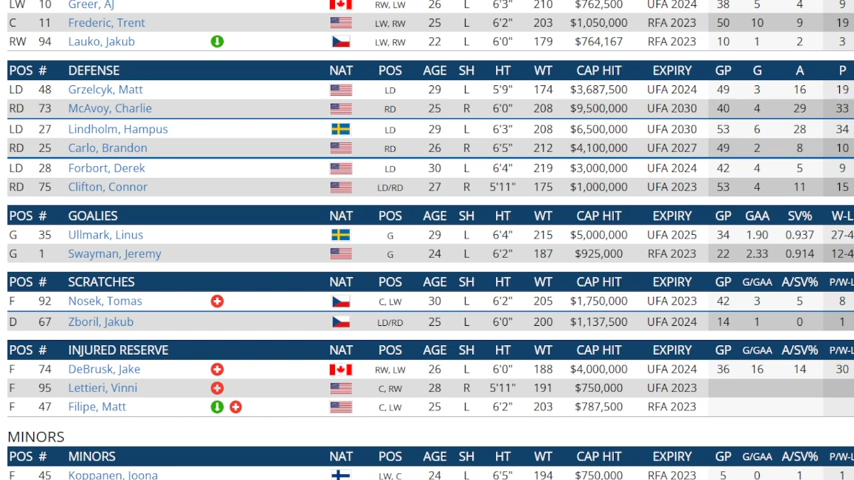 LW 10 Greer, AJ RW, LW 26 L 6'3" 210 $762,500 UFA 2024 38 5 4 9
C 11 Frederic, Trent LW, RW 25 L 6'2" 203 $1,050,000 RFA 2023 50 10 9 19
RW 94 Lauko, Jakub LW, RW 22 L 6'0" 179 $764,167 RFA 2023 10 1 2 3
POS # DEFENSE NAT POS AGE SH HT WT CAP HIT EXPIRY GP G A P
LD 48 Grzelcyk, Matt LD 29 L 5'9" 174 $3,687,500 UFA 2024 49 3 16 19
RD 73 McAvoy, Charlie RD 25 R 6'0" 208 $9,500,000 UFA 2030 40 4 29 33
LD 27 Lindholm, Hampus LD 29 L 6'3" 208 $6,500,000 UFA 2030 53 6 28 34
RD 25 Carlo, Brandon RD 26 R 6'5" 212 $4,100,000 UFA 2027 49 2 8 10
LD 28 Forbort, Derek LD 30 L 6'4" 219 $3,000,000 UFA 2024 42 4 5 9
RD 75 Clifton, Connor LD/RD 27 R 5'11" 175 $1,000,000 UFA 2023 53 4 11 15
POS # GOALIES NAT POS AGE SH HT WT CAP HIT EXPIRY GP GAA SV% W-L
G 35 Ullmark, Linus G 29 L 6'4" 215 $5,000,000 UFA 2025 34 1.90 0.937 27-4
G 1 Swayman, Jeremy G 24 L 6'2" 187 $925,000 RFA 2023 22 2.33 0.914 12-4
POS # SCRATCHES NAT POS AGE SH HT WT CAP HIT EXPIRY GP G/GAA A/SV% P/W-L
F 92 Nosek, Tomas C, LW 30 L 6'2" 205 $1,750,000 UFA 2023 42 3 5 8
D 67 Zboril, Jakub LD/RD 25 L 6'0" 200 $1,137,500 UFA 2024 14 1 0 1
POS # INJURED RESERVE NAT POS AGE SH HT WT CAP HIT EXPIRY GP G/GAA A/SV% P/W-L
F 74 DeBrusk, Jake RW, LW 26 L 6'0" 188 $4,000,000 UFA 2024 36 16 14 30
F 95 Lettieri, Vinni C, RW 28 R 5'11" 191 $750,000 UFA 2023
F 47 Filipe, Matt C, LW 25 L 6'2" 203 $787,500 RFA 2023
MINORS
POS # MINORS NAT POS AGE SH HT WT CAP HIT EXPIRY GP G/GAA A/SV% P/W-L
F 45 Koppanen, Joona LW, C 24 L 6'5" 194 $750,000 RFA 2023 5 0 1 1